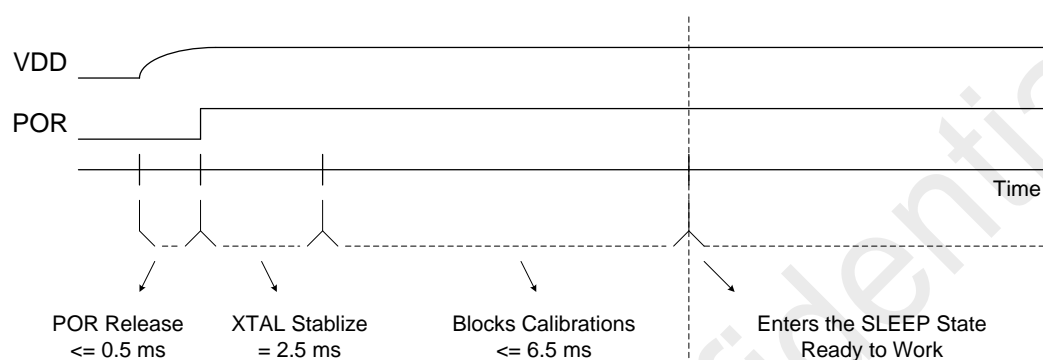 VDD
POR
Time
POR Release
<= 0.5 ms
XTAL Stablize
= 2.5 ms
Blocks Calibrations
<= 6.5 ms
Enters the SLEEP State
Ready to Work